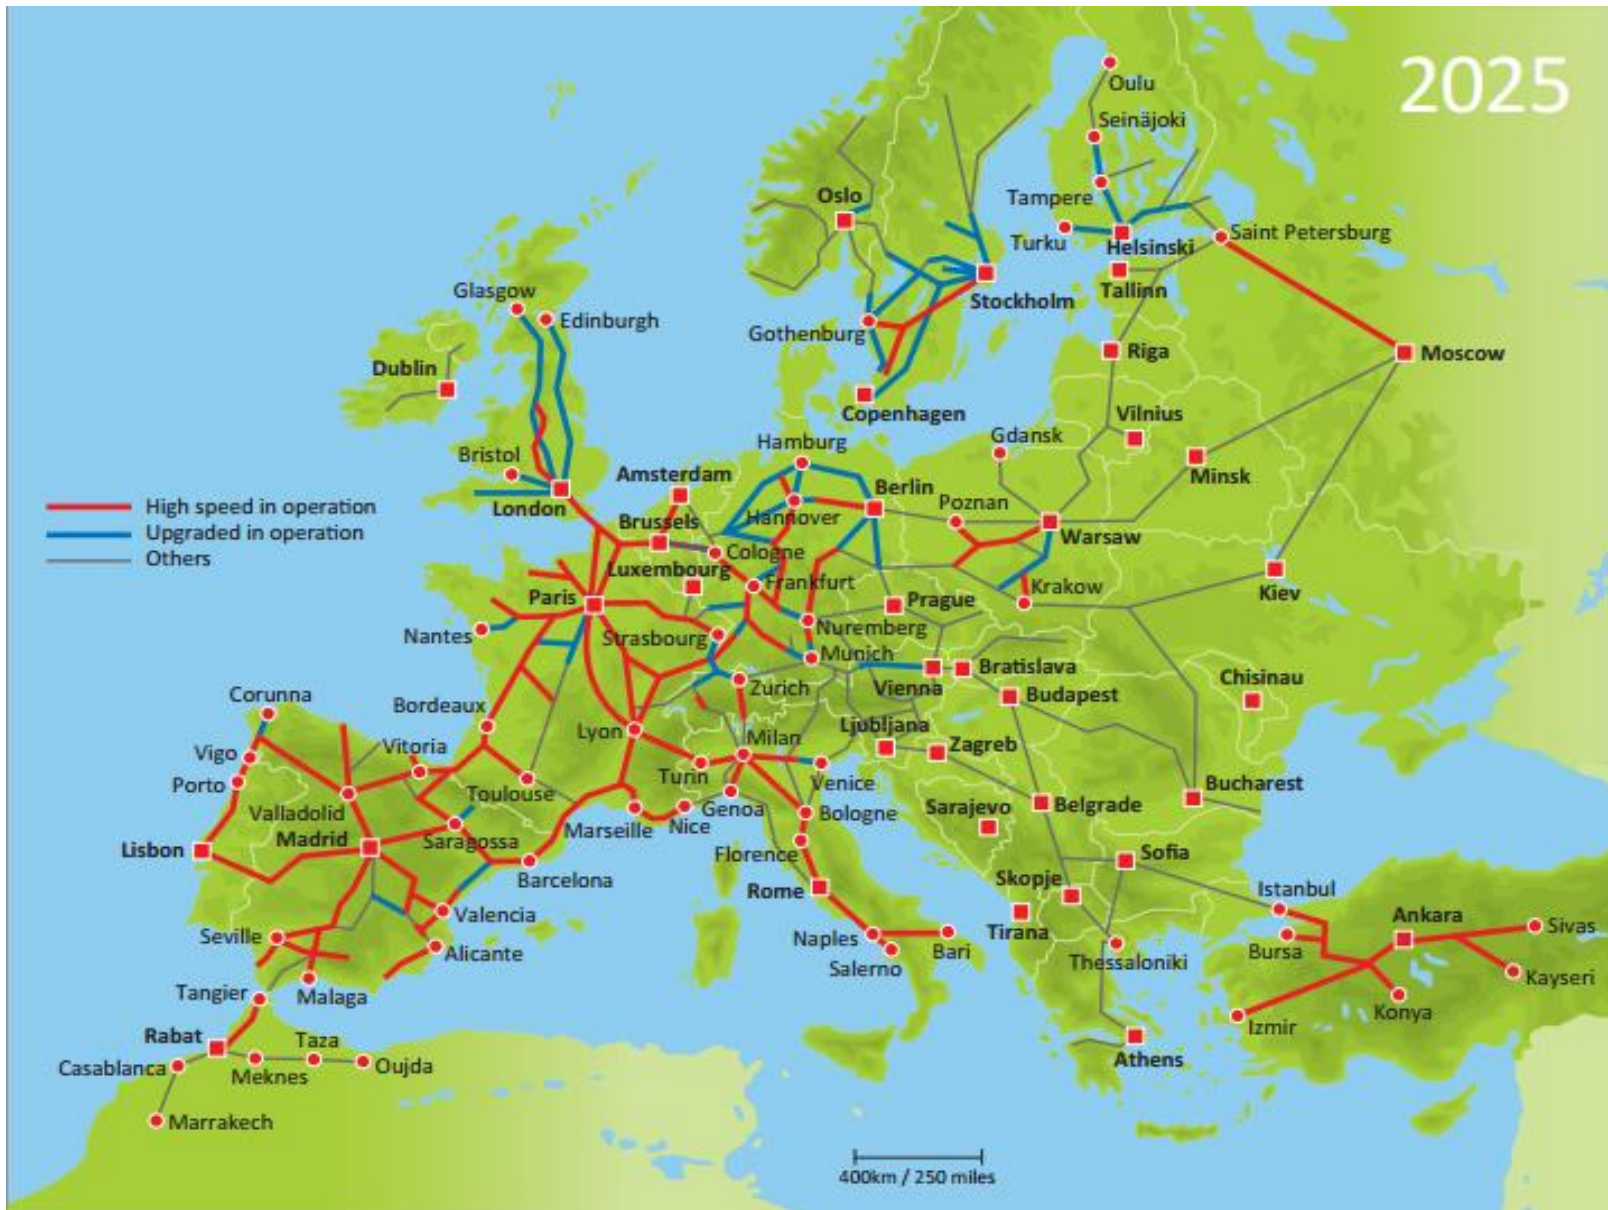 2025
Oulu
Seinäjoki
Oslo
Tampere
Turku
Helsinski
Saint Petersburg
Tallinn
Stockholm
Glasgow
Edinburgh
Gothenburg
Dublin
Riga
Moscow
Copenhagen
Vilnius
Gdansk
Hamburg
Bristol
Amsterdam
Minsk
London
Berlin
Poznan
Hannover
Brussels
Warsaw
High speed in operation
Upgraded in operation
Others
Cologne
Luxembourg
Frankfurt
Krakow
Kiev
Paris
Prague
Nantes
Strasbourg
Nuremberg
Munich
Bratislava
Chisinau
Zurich
Vienna
Budapest
Corunna
Bordeaux
Ljubljana
Lyon
Milan
Zagreb
Vitoria
Vigo
Turin
Venice
Bucharest
Porto
Toulouse
Genoa
Belgrade
Sarajevo
Valladolid
Bologne
Marseille
Nice
Madrid
Saragossa
Lisbon
Florence
Sofia
Barcelona
Rome
Skopje
Istanbul
Valencia
Ankara
Sivas
Tirana
Seville
Naples
Bari
Bursa
Alicante
Salerno
Thessaloniki
Kayseri
Tangier
Malaga
Konya
Izmir
Rabat
Taza
Athens
Casablanca
Meknes
Oujda
Marrakech
400km / 250 miles